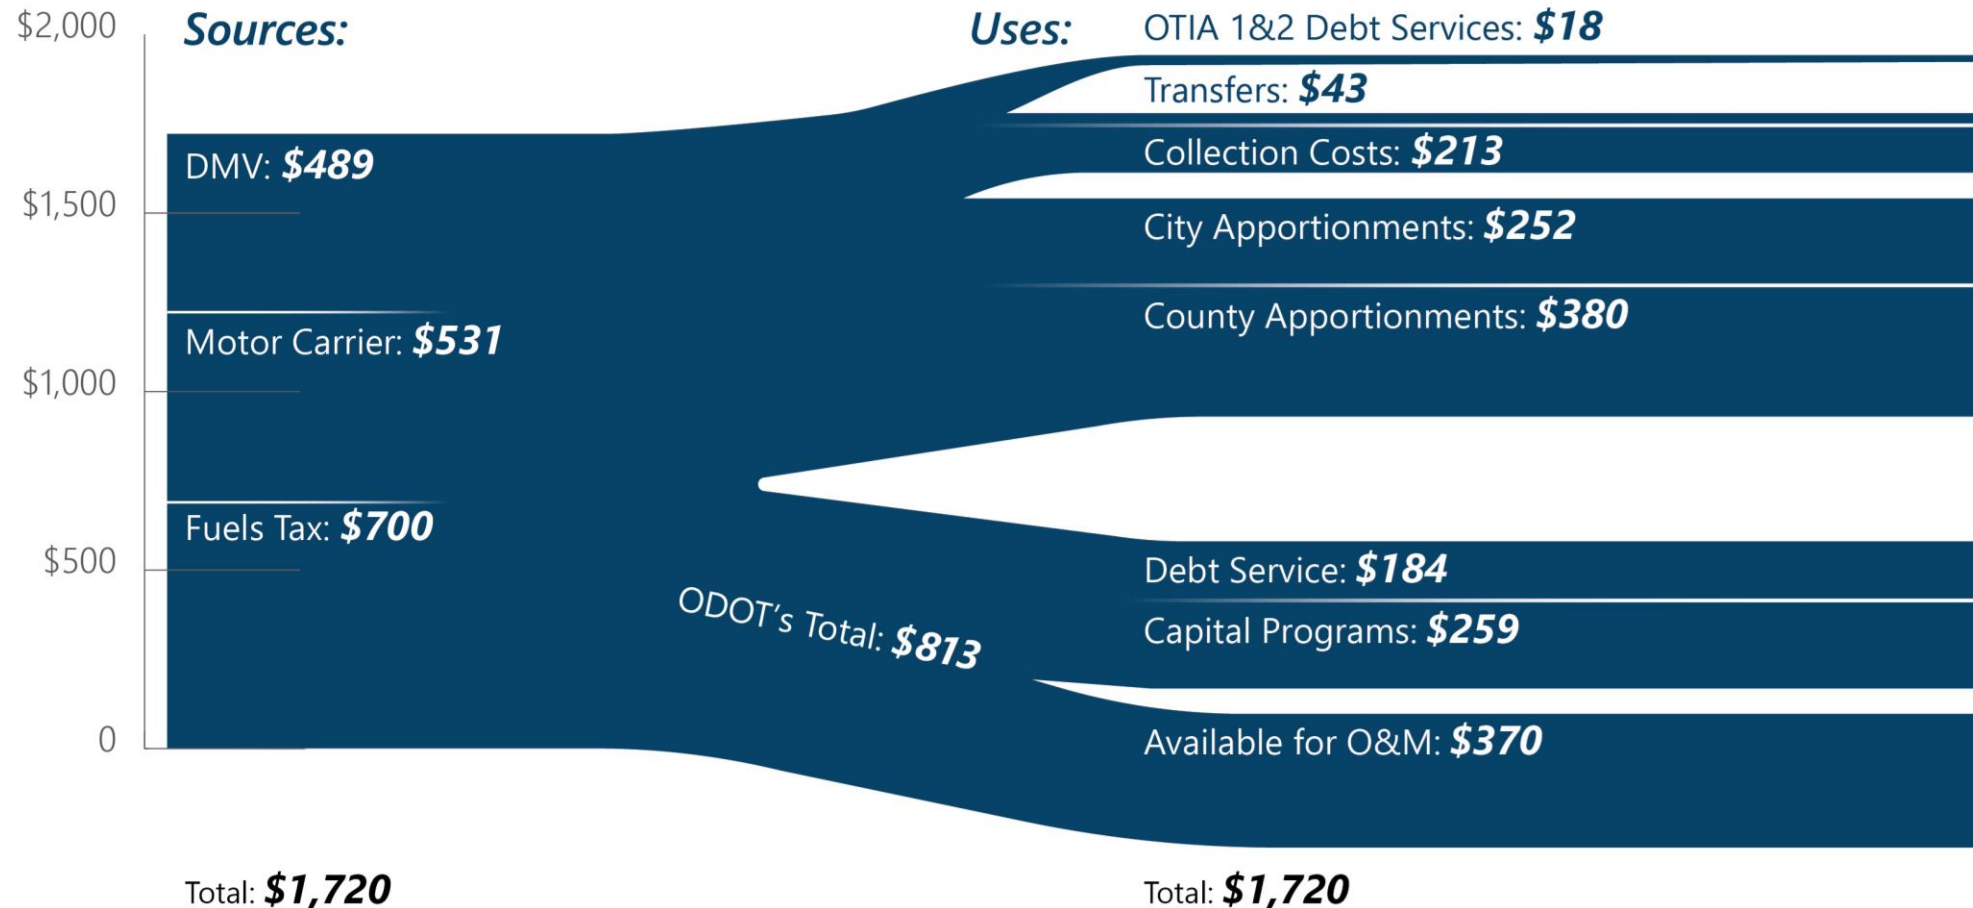 $2,000
$1,500
$1,000
$500
0
Sources:
DMV: $489
Motor Carrier: $531
Fuels Tax: $700
ODOT’s Total: $813
Total: $1,720
Uses:
OTIA 1&2 Debt Services: $18
Transfers: $43
Collection Costs: $213
City Apportionments: $252
County Apportionments: $380
Debt Service: $184
Capital Programs: $259
Available for O&M: $370
Total: $1,720